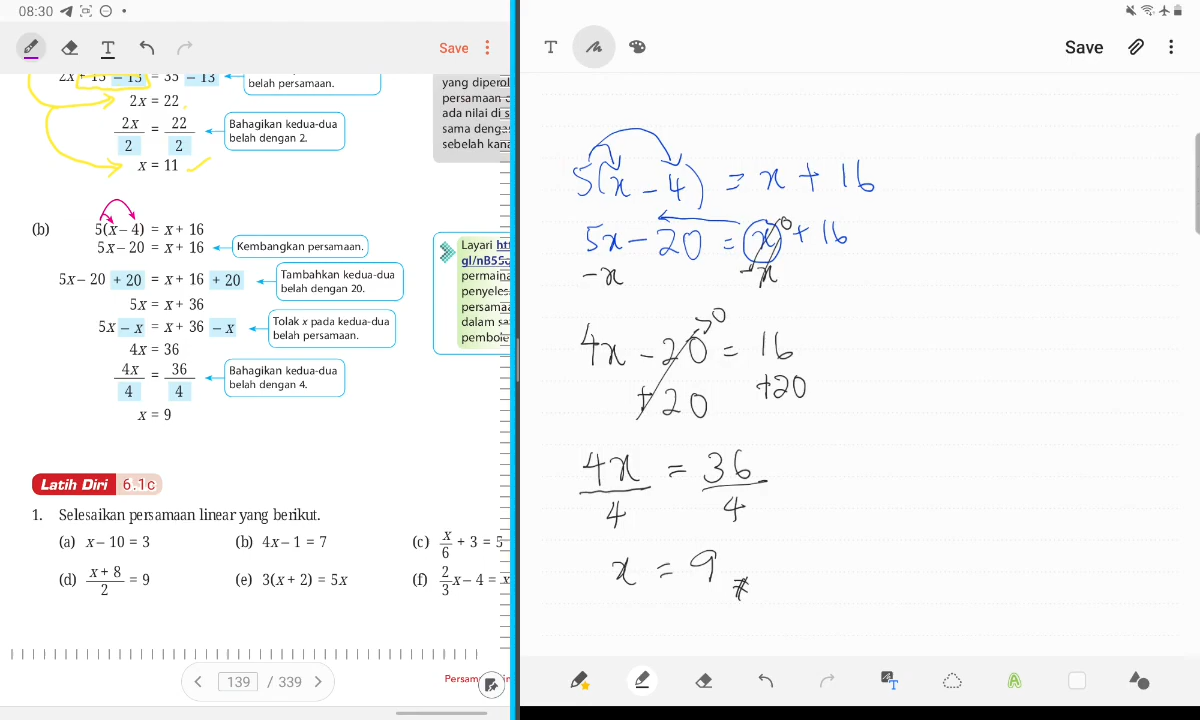 08:30
Save
2x + 13 – 13 = 35 – 13
belah persamaan.
2x = 22
2x/2 = 22/2
Bahagikan kedua-dua
belah dengan 2.
x = 11
yang diperol
persamaan
ada nilai di s
sama denga
sebelah kana
(b) 5(x – 4) = x + 16
5x – 20 = x + 16
Kembangkan persamaan.
5x – 20 + 20 = x + 16 + 20
Tambahkan kedua-dua
belah dengan 20.
5x = x + 36
5x – x = x + 36 – x
Tolak x pada kedua-dua
belah persamaan.
4x = 36
4x/4 = 36/4
Bahagikan kedua-dua
belah dengan 4.
x = 9
Layari htt
permaina
penyeles
persama
dalam sa
pembole
Latih Diri 6.1c
1. Selesaikan persamaan linear yang berikut.
(a) x – 10 = 3 (b) 4x – 1 = 7 (c) x/6 + 3 = 5
(d) (x + 8)/2 = 9 (e) 3(x + 2) = 5x (f) 2/3 x – 4 = x
139 / 339
Persam
T Save
5(x – 4) = x + 16
5x – 20 = x 0 + 16
–x –x
4x – 20 0 = 16
+20 +20
4x/4 = 36/4
x = 9